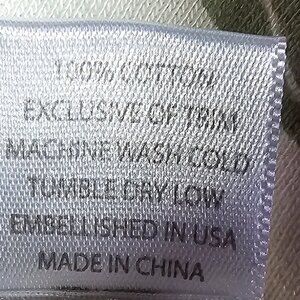 100% COTTON
EXCLUSIVE OF TRIM
MACHINE WASH COLD
TUMBLE DRY LOW
EMBELLISHED IN USA
MADE IN CHINA